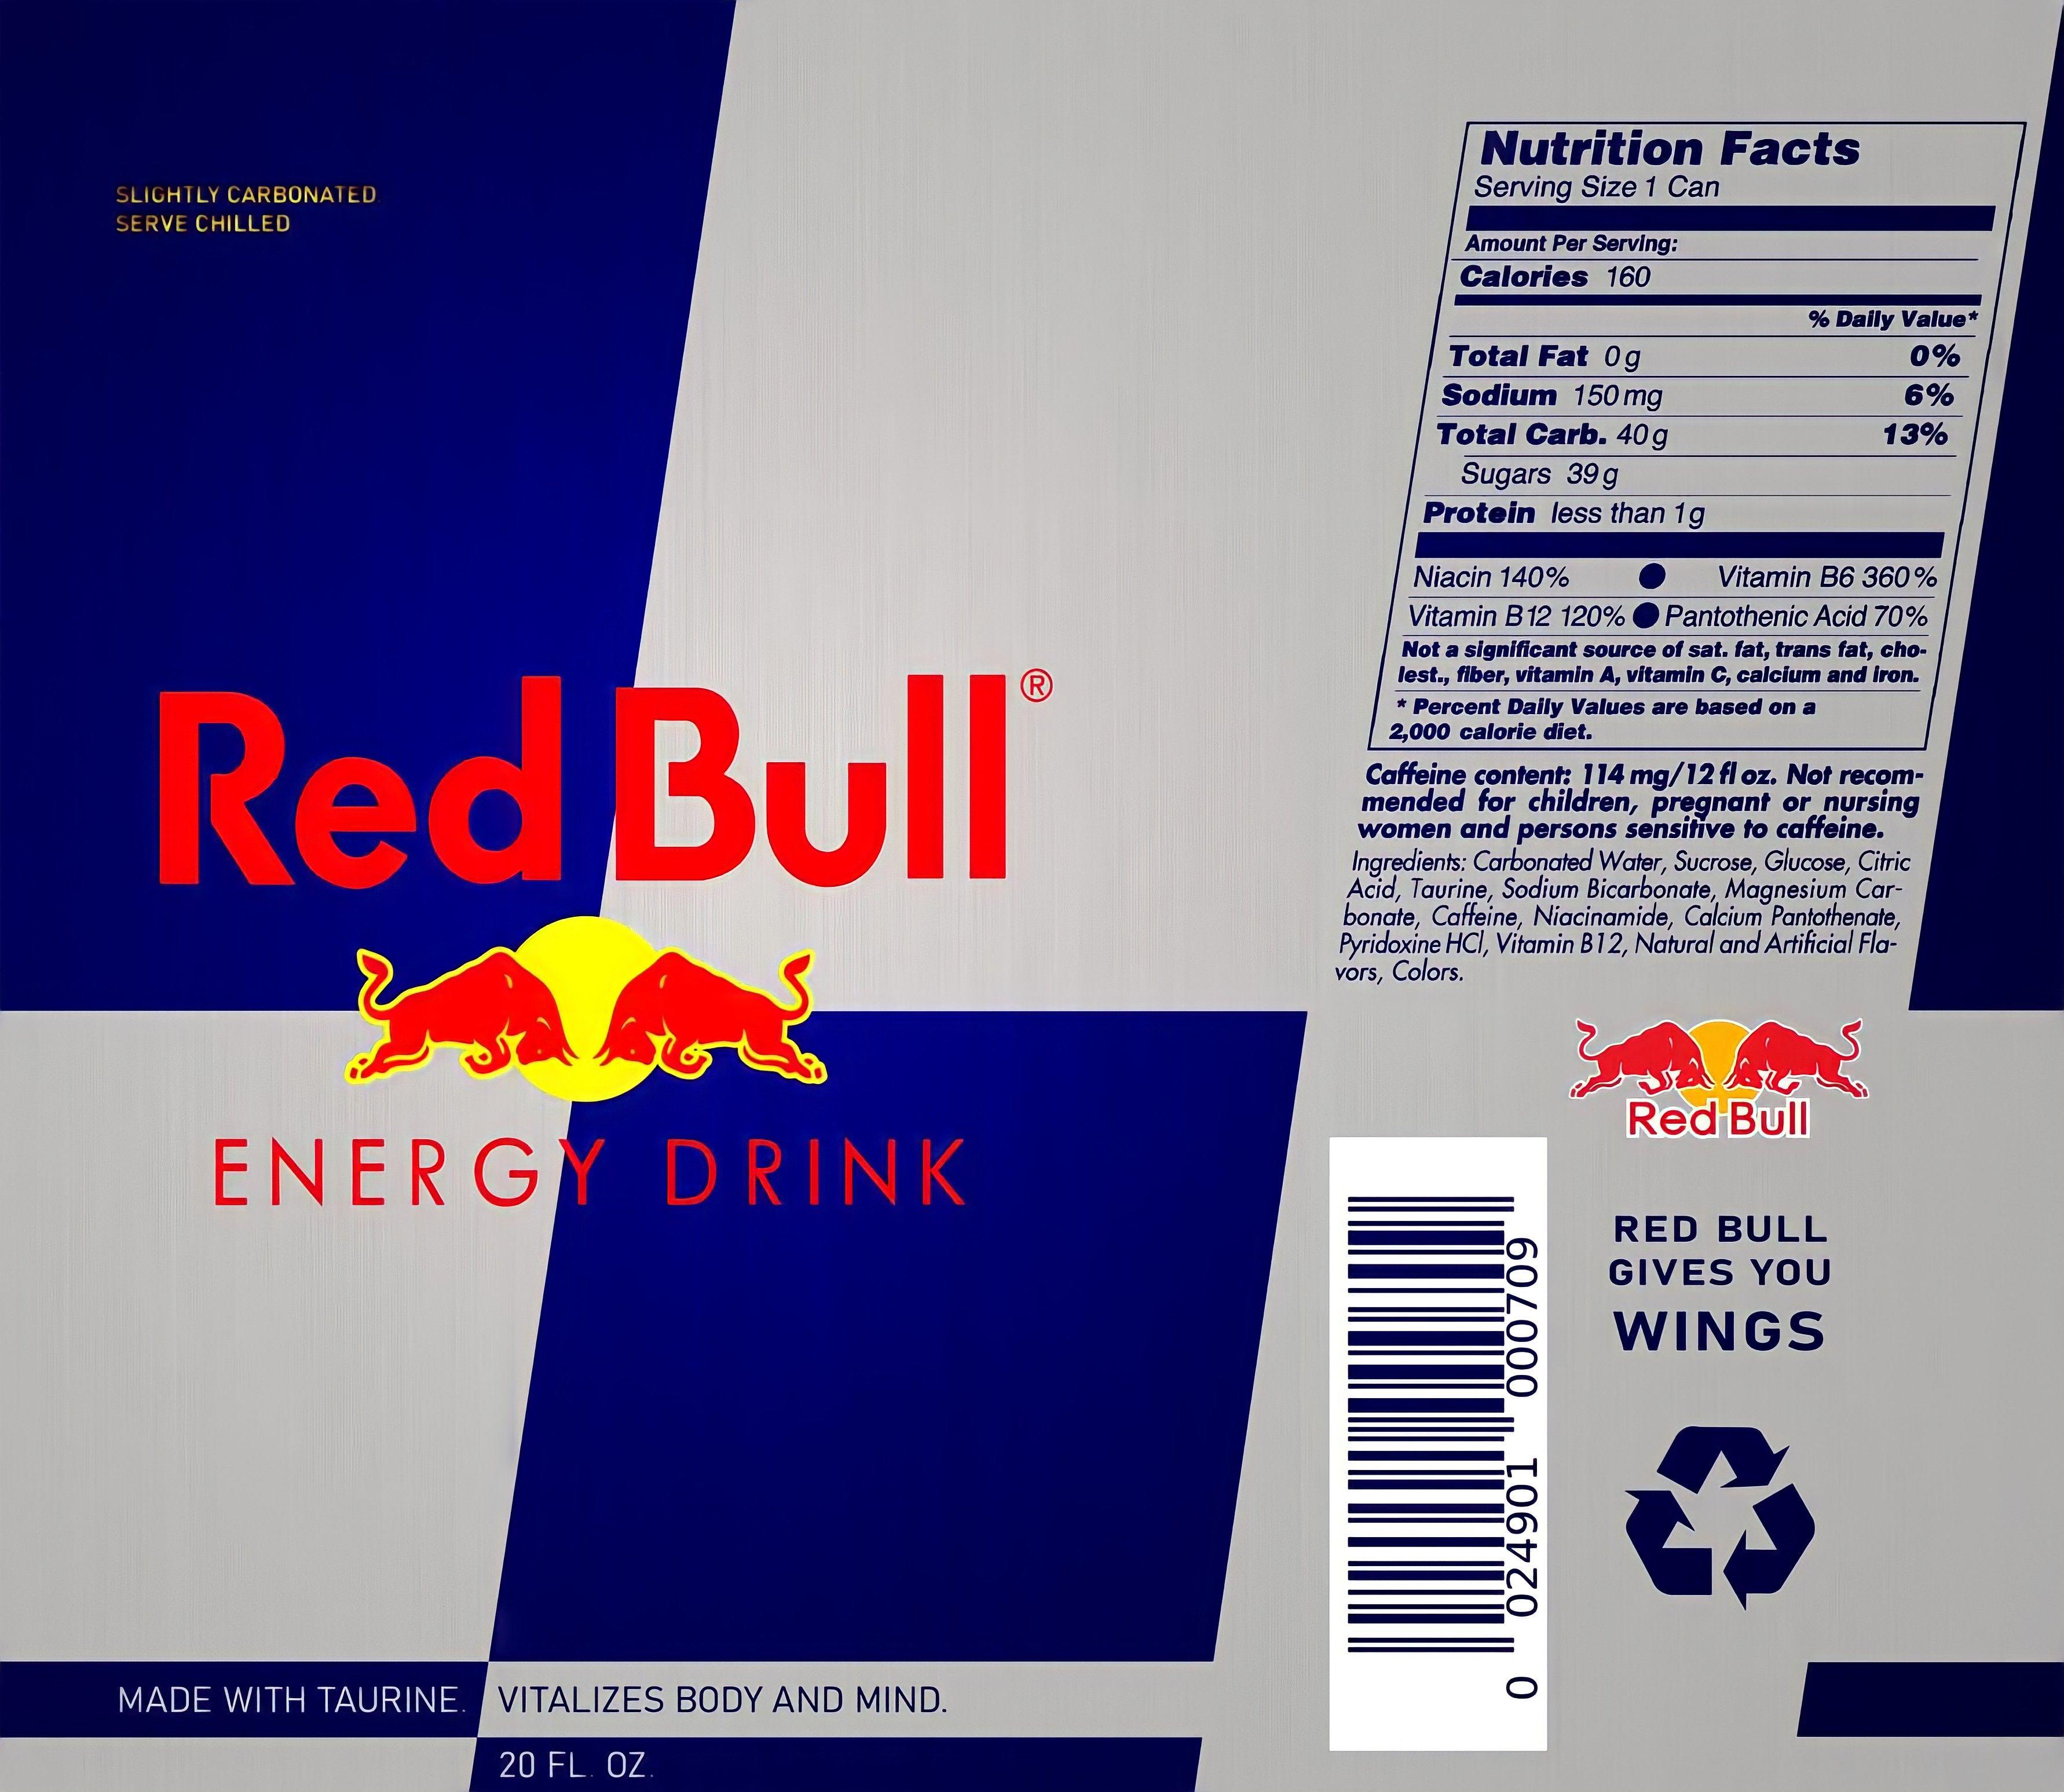 SLIGHTLY CARBONATED.
SERVE CHILLED
Red Bull®
ENERGY DRINK
MADE WITH TAURINE. VITALIZES BODY AND MIND.
20 FL. OZ.
Nutrition Facts
Serving Size 1 Can
Amount Per Serving:
Calories 160
% Daily Value*
Total Fat 0g 0%
Sodium 150mg 6%
Total Carb. 40g 13%
Sugars 39g
Protein less than 1g
Niacin 140% ● Vitamin B6 360%
Vitamin B12 120% ● Pantothenic Acid 70%
Not a significant source of sat. fat, trans fat, cho-
lest., fiber, vitamin A, vitamin C, calcium and iron.
* Percent Daily Values are based on a
2,000 calorie diet.
Caffeine content: 114 mg/12 fl oz. Not recom-
mended for children, pregnant or nursing
women and persons sensitive to caffeine.
Ingredients: Carbonated Water, Sucrose, Glucose, Citric
Acid, Taurine, Sodium Bicarbonate, Magnesium Car-
bonate, Caffeine, Niacinamide, Calcium Pantothenate,
Pyridoxine HCl, Vitamin B12, Natural and Artificial Fla-
vors, Colors.
Red Bull
RED BULL
GIVES YOU
WINGS
0 024901 000709